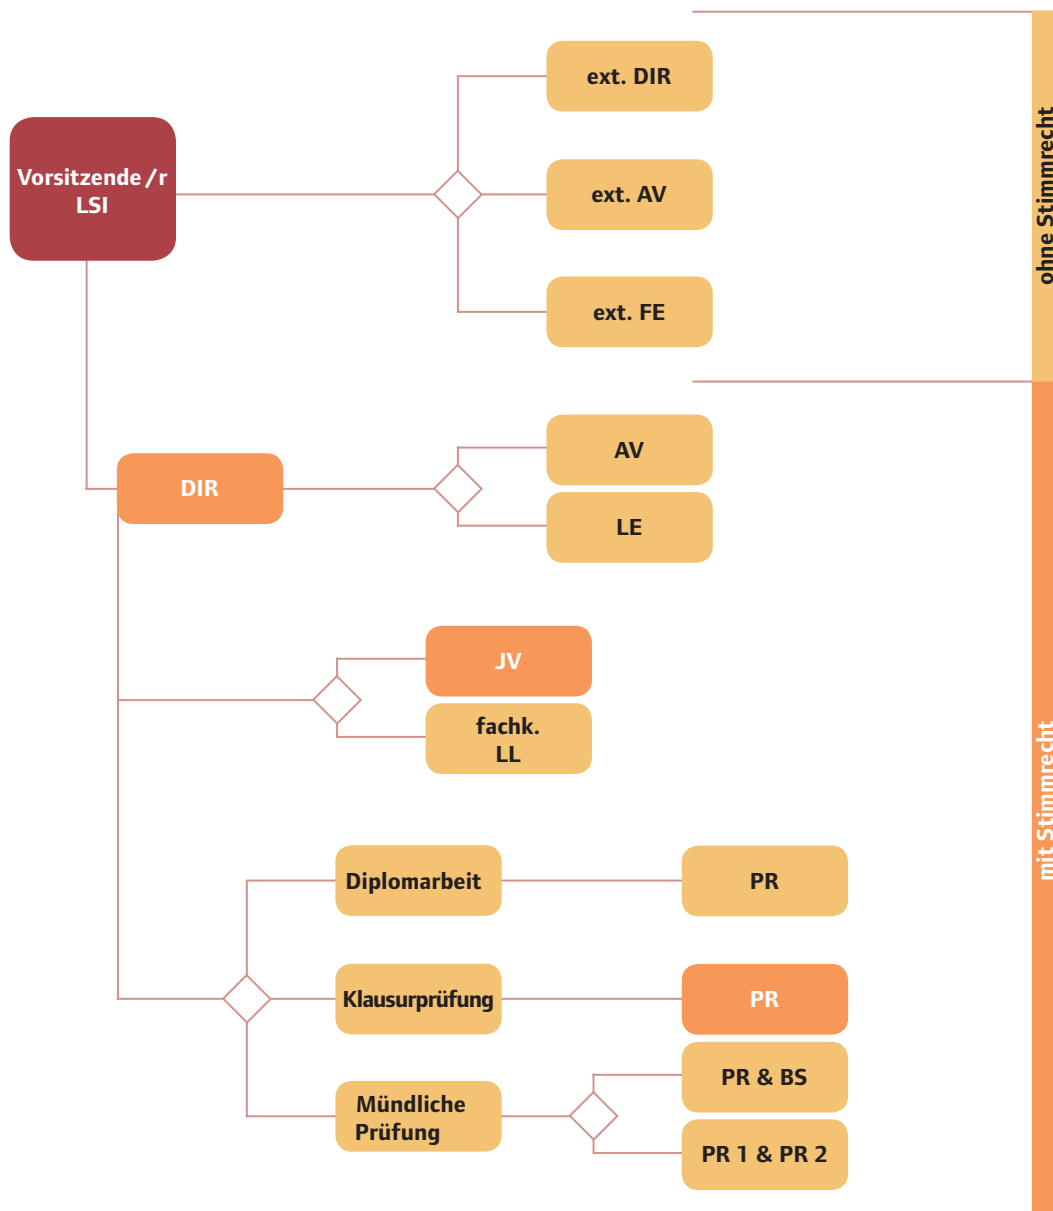 ext. DIR
Vorsitzende/r
LSI
ext. AV
ext. FE
ohne Stimmrecht
AV
DIR
LE
JV
fachk.
LL
mit Stimmrecht
Diplomarbeit
PR
Klausurprüfung
PR
Mündliche
Prüfung
PR & BS
PR 1 & PR 2